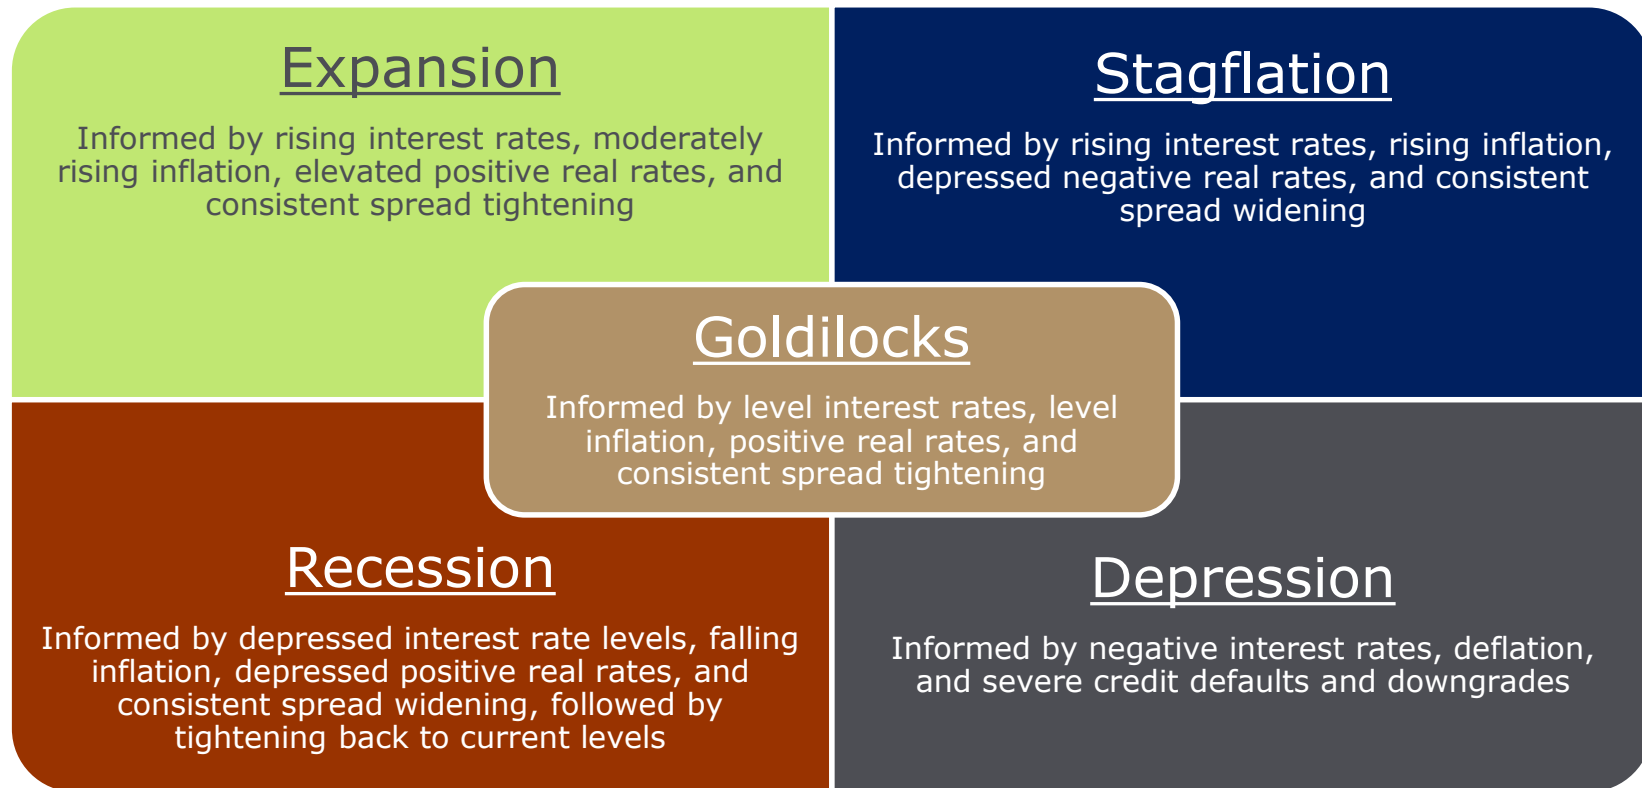 Expansion
Informed by rising interest rates, moderately
rising inflation, elevated positive real rates, and
consistent spread tightening
Stagflation
Informed by rising interest rates, rising inflation,
depressed negative real rates, and consistent
spread widening
Goldilocks
Informed by level interest rates, level
inflation, positive real rates, and
consistent spread tightening
Recession
Informed by depressed interest rate levels, falling
inflation, depressed positive real rates, and
consistent spread widening, followed by
tightening back to current levels
Depression
Informed by negative interest rates, deflation,
and severe credit defaults and downgrades